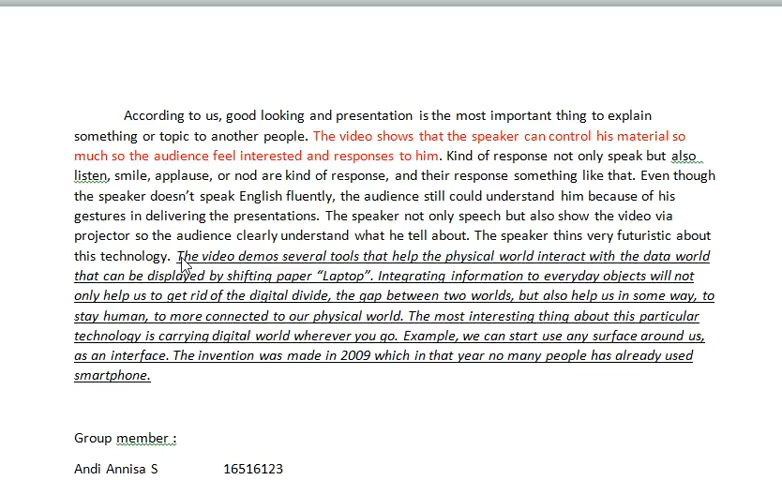 According to us, good looking and presentation is the most important thing to explain
something or topic to another people. The video shows that the speaker can control his material so
much so the audience feel interested and responses to him. Kind of response not only speak but also
listen, smile, applause, or nod are kind of response, and their response something like that. Even though
the speaker doesn't speak English fluently, the audience still could understand him because of his
gestures in delivering the presentations. The speaker not only speech but also show the video via
projector so the audience clearly understand what he tell about. The speaker thins very futuristic about
this technology. The video demos several tools that help the physical world interact with the data world
that can be displayed by shifting paper “Laptop”. Integrating information to everyday objects will not
only help us to get rid of the digital divide, the gap between two worlds, but also help us in some way, to
stay human, to more connected to our physical world. The most interesting thing about this particular
technology is carrying digital world wherever you go. Example, we can start use any surface around us,
as an interface. The invention was made in 2009 which in that year no many people has already used
smartphone.
Group member :
Andi Annisa S 16516123